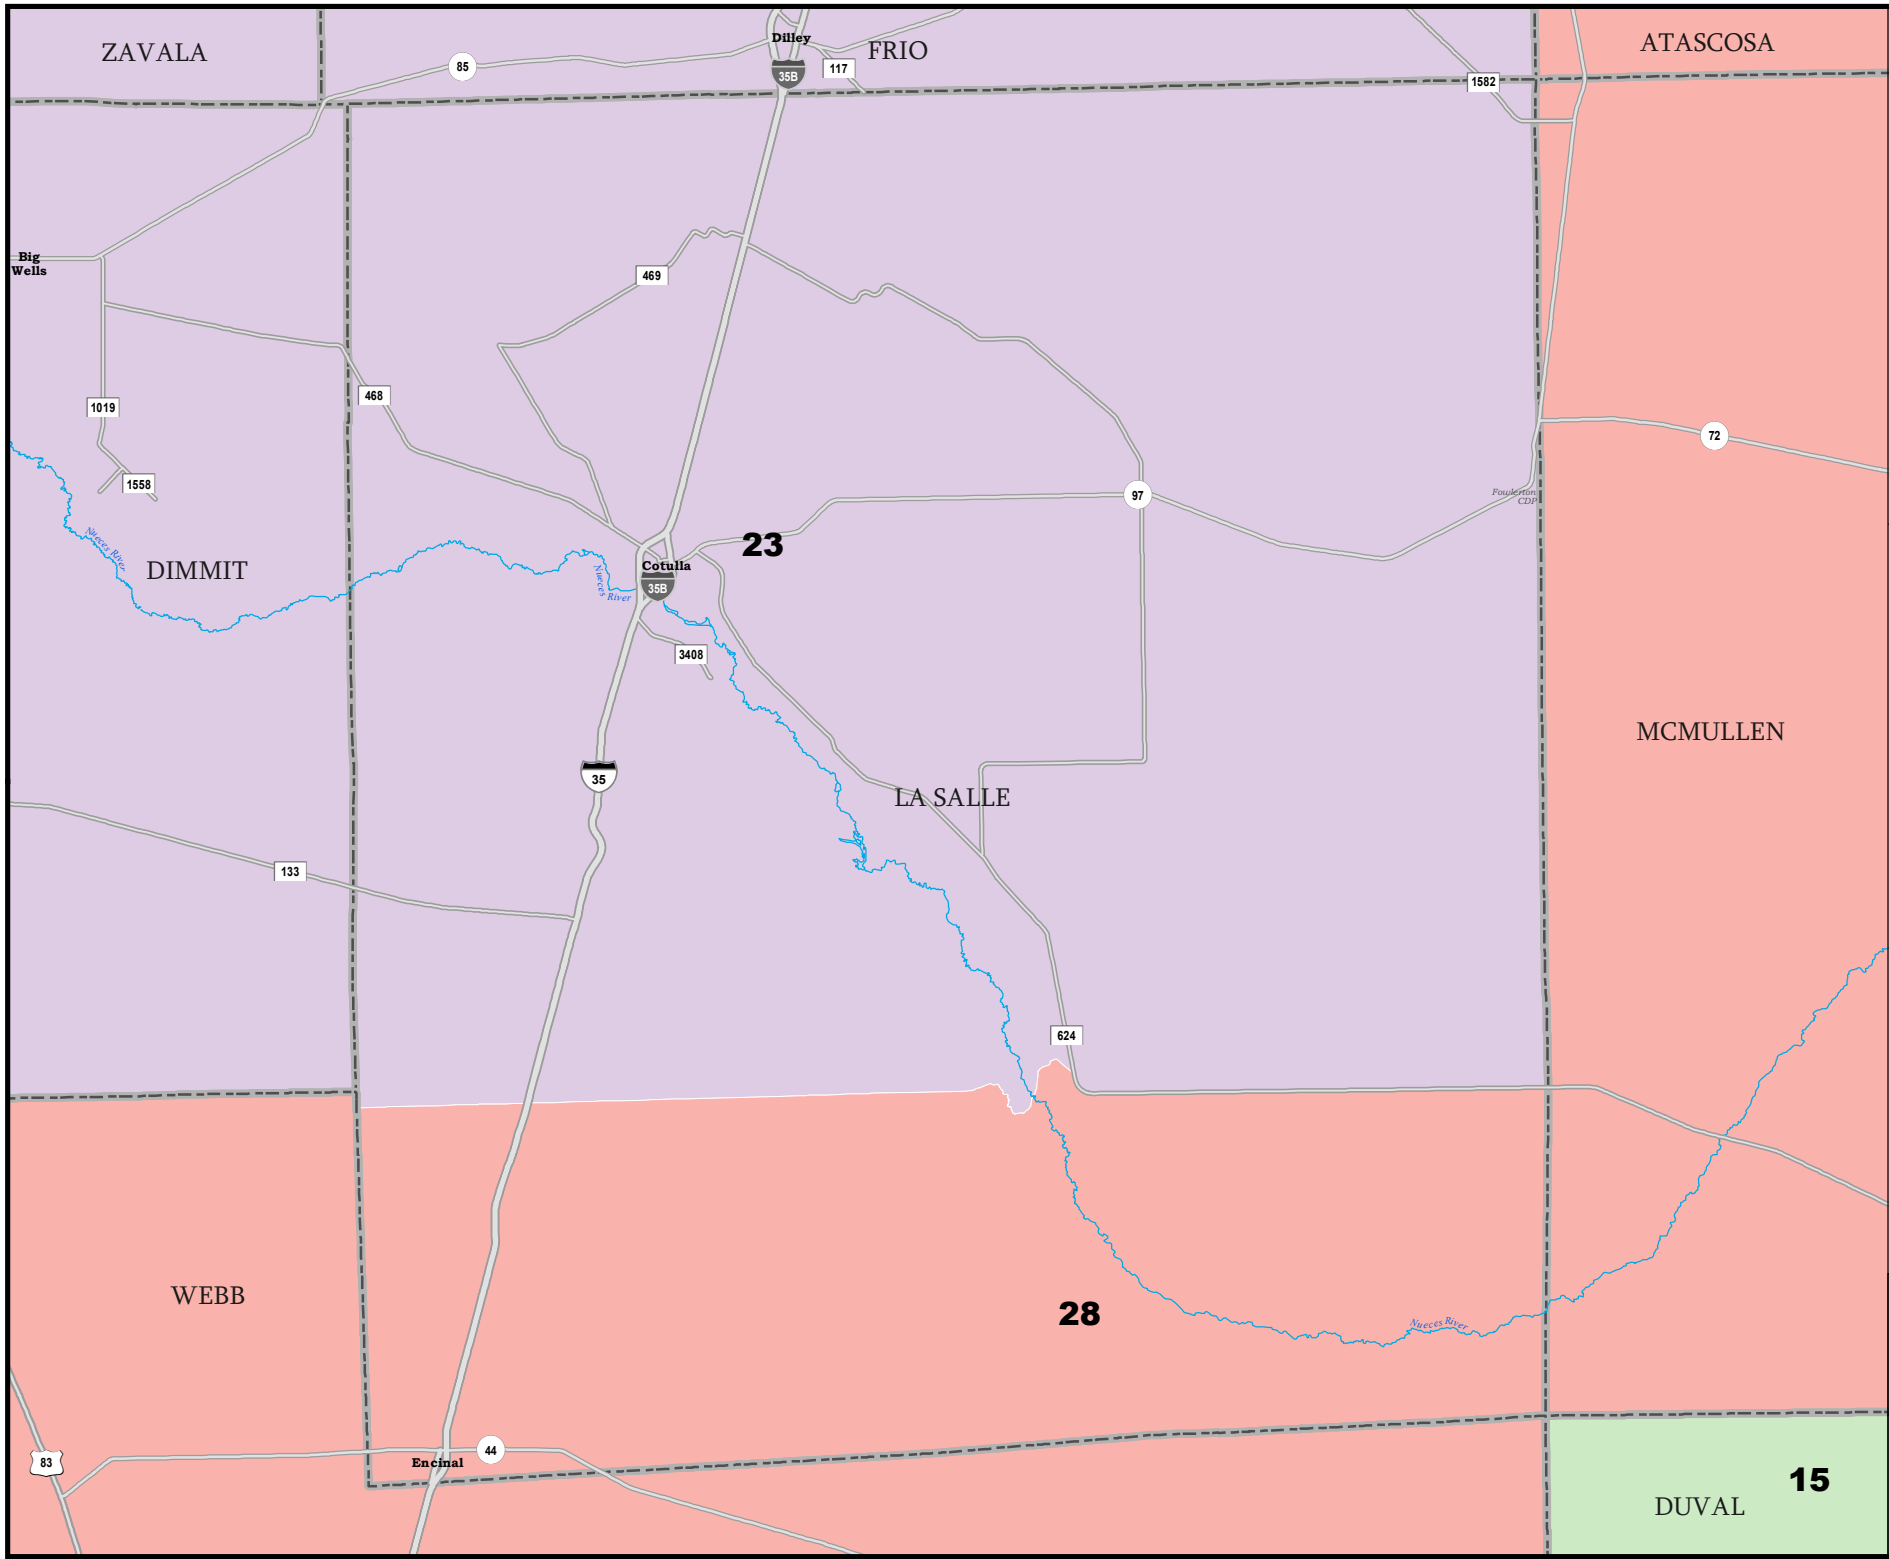 ZAVALA
85
Dilley
35B
117
FRIO
1582
ATASCOSA
Big
Wells
469
468
1019
1558
72
97
Fowlerton
CDP
Nueces River
DIMMIT
23
Cotulla
35B
Nueces
River
3408
MCMULLEN
35
LA SALLE
133
624
WEBB
28
Nueces River
83
44
Encinal
15
DUVAL